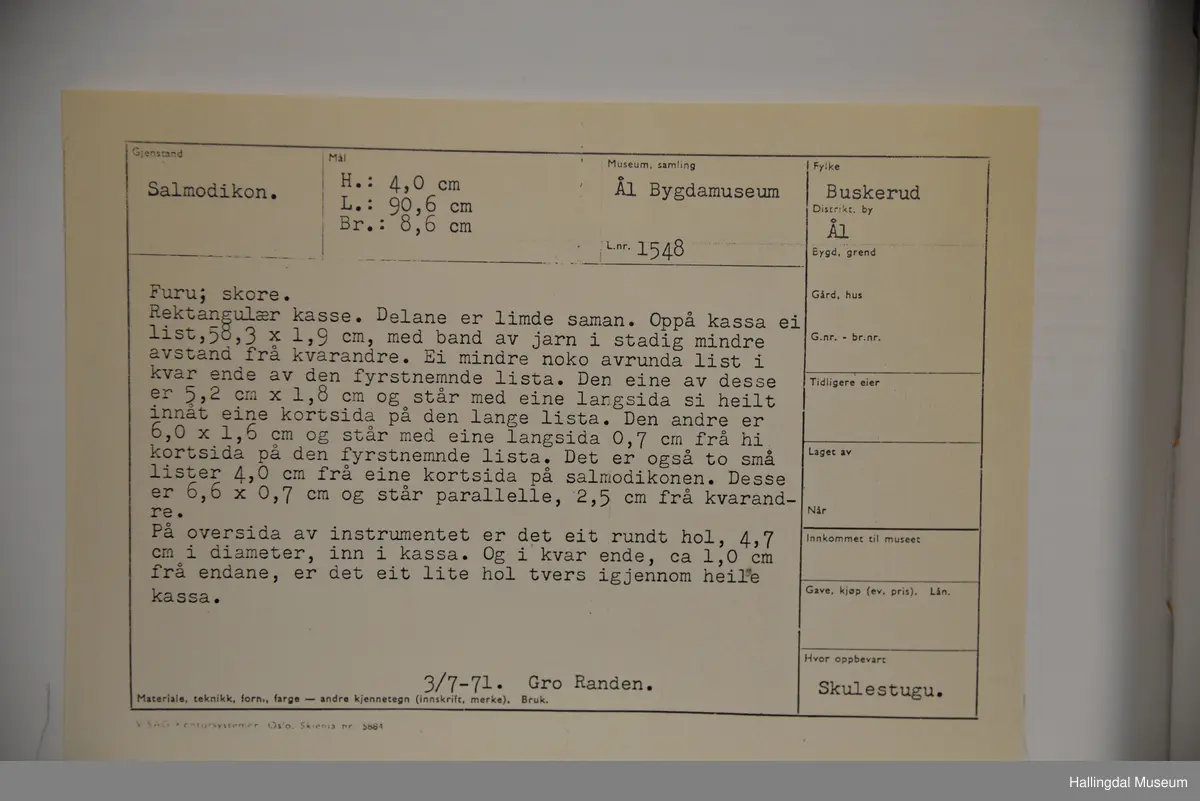 Gjenstand
Salmodikon.
Mål
H.: 4,0 cm
L.: 90,6 cm
Br.: 8,6 cm
Museum, samling
Ål Bygdamuseum
L.nr. 1548
Fylke
Buskerud
Distrikt, by
Ål
Bygd, grend
Gård, hus
G.nr. - br.nr.
Tidligere eier
Laget av
Når
Innkommet til museet
Gave, kjøp (ev. pris). Lån.
Hvor oppbevart
Skulestugu.
Furu; skore.
Rektangulær kasse. Delane er limde saman. Oppå kassa ei
list,58,3 x 1,9 cm, med band av jarn i stadig mindre
avstand frå kvarandre. Ei mindre noko avrunda list i
kvar ende av den fyrstnemnde lista. Den eine av desse
er 5,2 cm x 1,8 cm og står med eine langsida si heilt
innåt eine kortsida på den lange lista. Den andre er
6,0 x 1,6 cm og står med eine langsida 0,7 cm frå hi
kortsida på den fyrstnemnde lista. Det er også to små
lister 4,0 cm frå eine kortsida på salmodikonen. Desse
er 6,6 x 0,7 cm og står parallelle, 2,5 cm frå kvarand-
re.
På oversida av instrumentet er det eit rundt hol, 4,7
cm i diameter, inn i kassa. Og i kvar ende, ca 1,0 cm
frå endane, er det eit lite hol tvers igjennom heile
kassa.
3/7-71. Gro Randen.
Materiale, teknikk, form, farge — andre kjennetegn (innskrift, merke). Bruk.
Oslo. Skjema nr. 5884
Hallingdal Museum